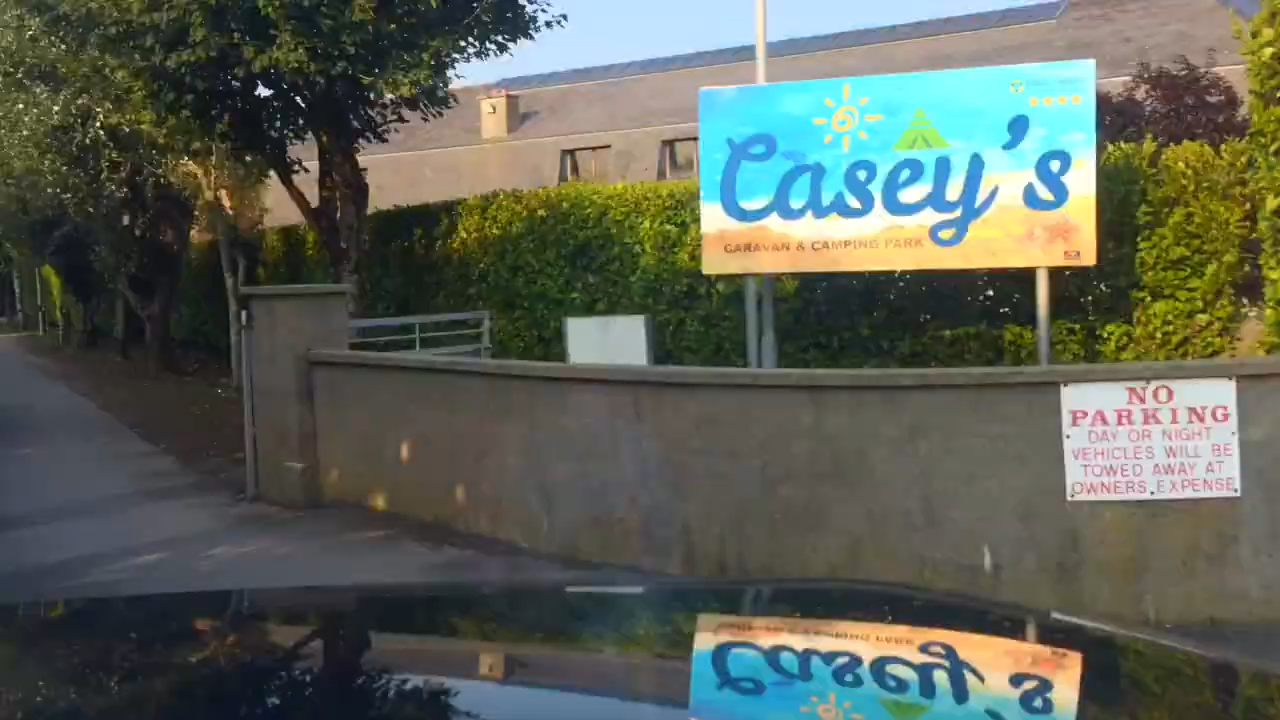 Casey's
CARAVAN & CAMPING PARK
NO
PARKING
DAY OR NIGHT
VEHICLES WILL BE
TOWED AWAY AT
OWNERS EXPENSE